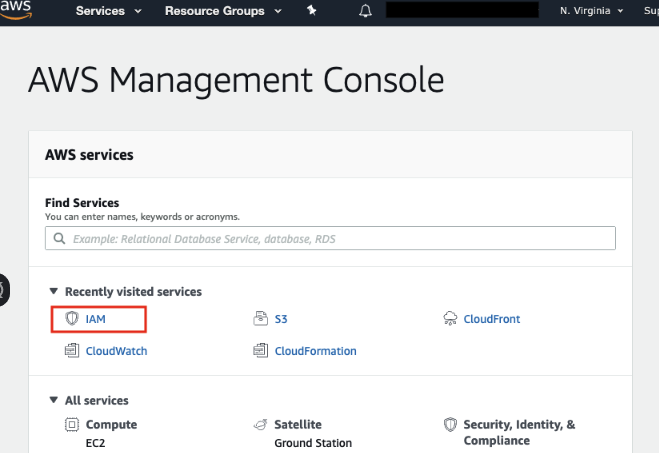 aws Services Resource Groups N. Virginia
AWS Management Console
AWS services
Find Services
You can enter names, keywords or acronyms.
Example: Relational Database Service, database, RDS
Recently visited services
IAM S3 CloudFront
CloudWatch CloudFormation
All services
Compute Satellite Security, Identity, &
EC2 Ground Station Compliance